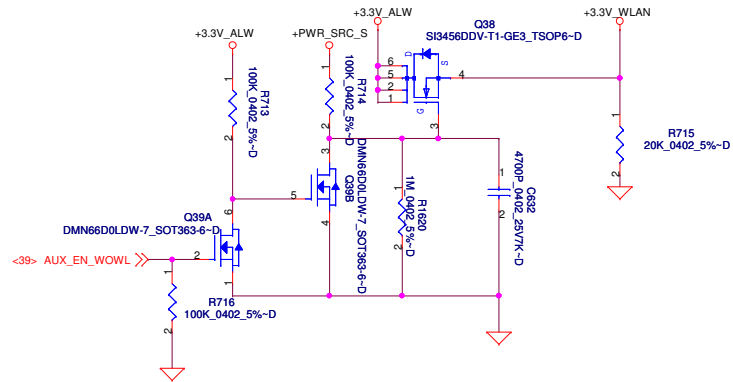 +3.3V_ALW
+3.3V_WLAN
Q38
SI3456DDV-T1-GE3_TSOP6~D
+3.3V_ALW
+PWR_SRC_S
D
S
G
6
5
2
1
4
3
1
R713
100K_0402_5%~D
2
1
R714
100K_0402_5%~D
2
1
R715
20K_0402_5%~D
2
3
5
Q39B
DMN66D0LDW-7_SOT363-6~D
4
1
R1620
1M_0402_5%~D
2
1
C632
4700P_0402_25V7K~D
2
6
Q39A
DMN66D0LDW-7_SOT363-6~D
2
1
<39> AUX_EN_WOWL
1
R716
100K_0402_5%~D
2